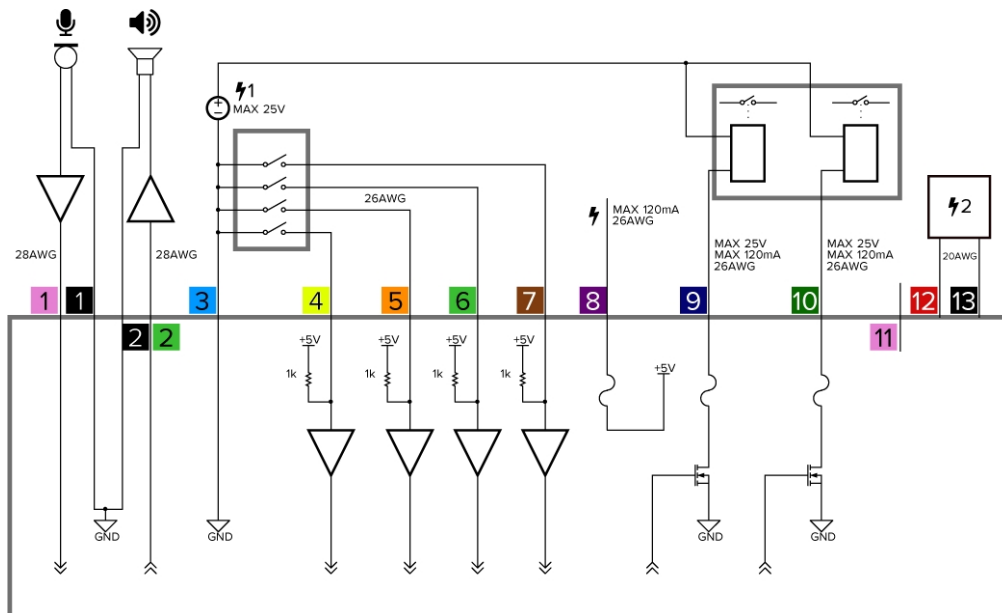 1
MAX 25V
26AWG
MAX 120mA
26AWG
2
28AWG
28AWG
MAX 25V
MAX 120mA
26AWG
MAX 25V
MAX 120mA
26AWG
20AWG
1
1
3
4
5
6
7
8
9
10
12
13
2
2
11
+5V
+5V
+5V
+5V
+5V
1k
1k
1k
1k
GND
GND
GND
GND